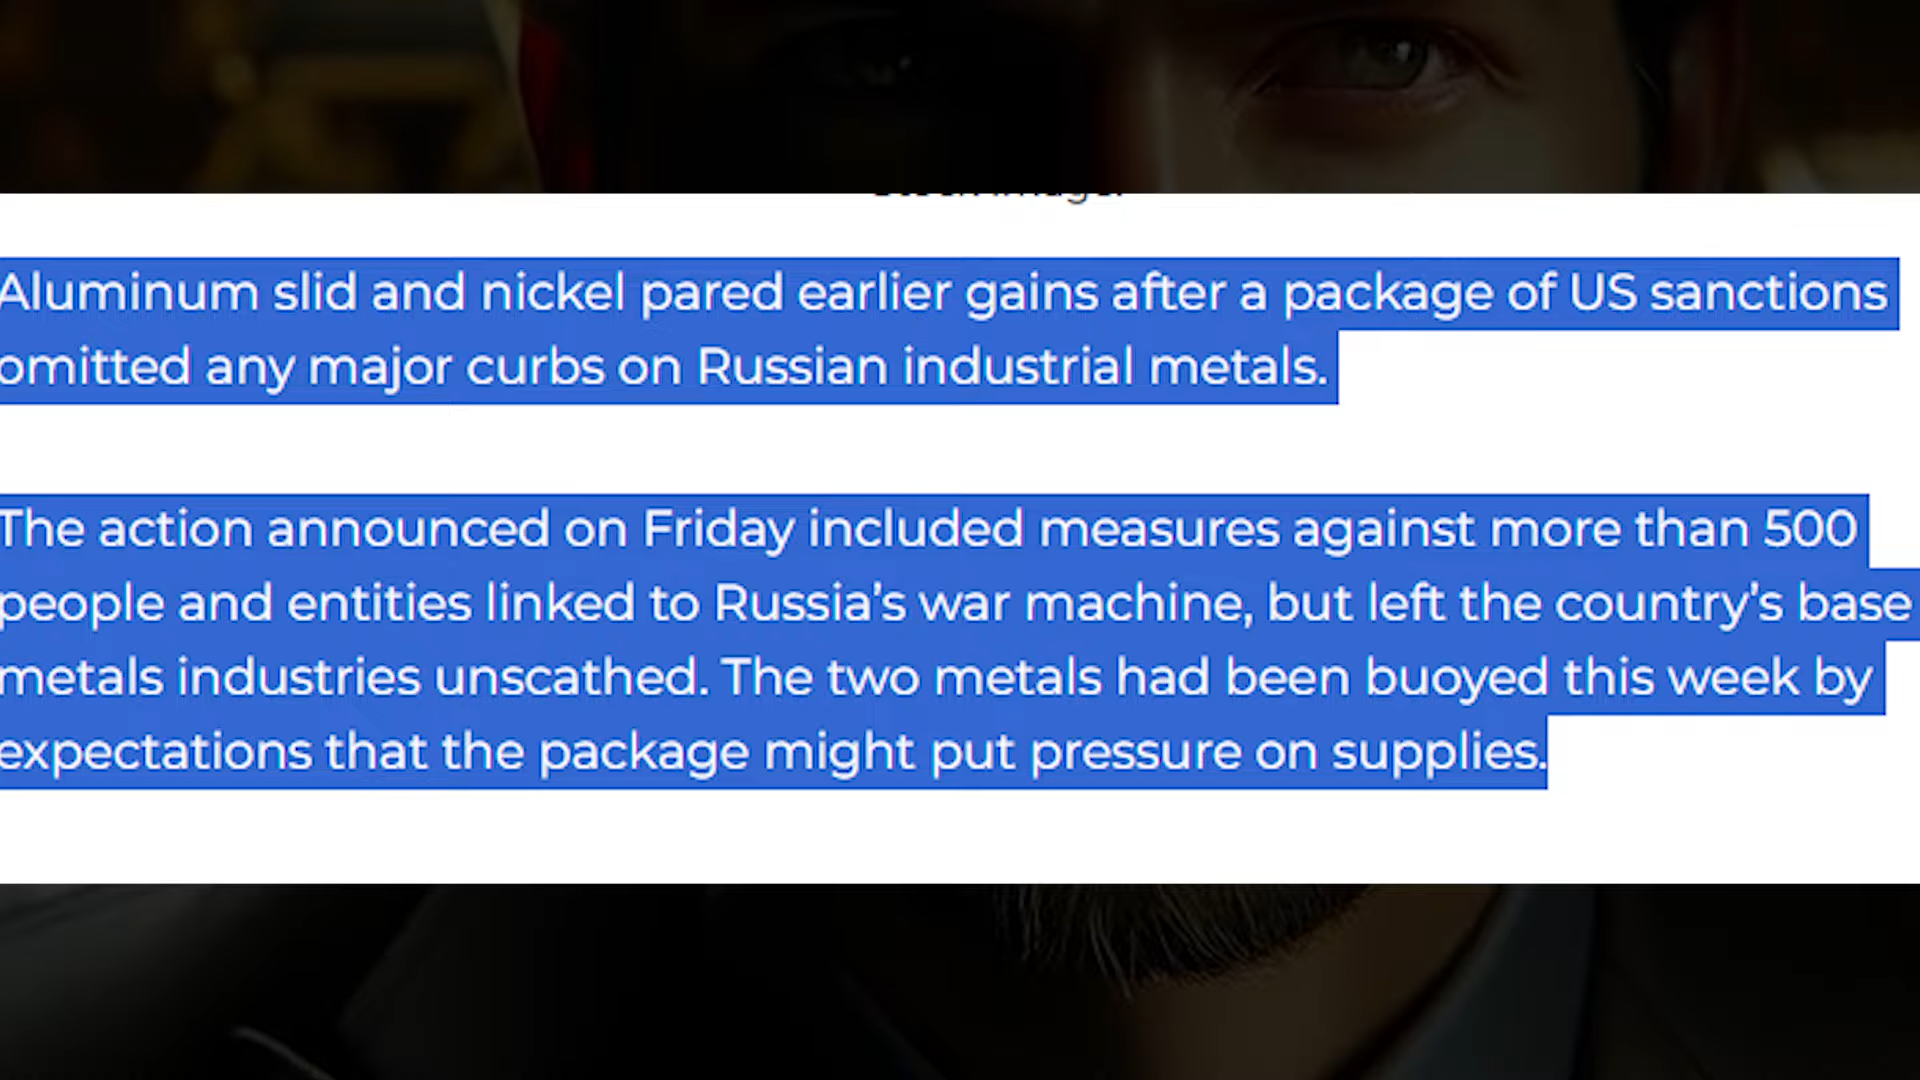 Aluminum slid and nickel pared earlier gains after a package of US sanctions
omitted any major curbs on Russian industrial metals.
The action announced on Friday included measures against more than 500
people and entities linked to Russia’s war machine, but left the country’s base
metals industries unscathed. The two metals had been buoyed this week by
expectations that the package might put pressure on supplies.